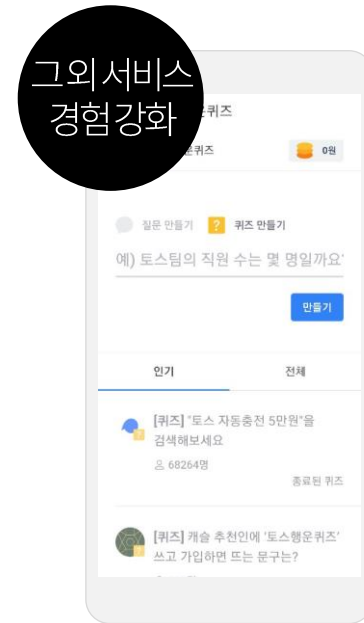 그외 서비스
경험 강화
퀴즈
퀴즈
0원
질문 만들기 ? 퀴즈 만들기
예) 토스팀의 직원 수는 몇 명일까요
만들기
인기 전체
[퀴즈] "토스 자동충전 5만원"을
검색해보세요
68264명
종료된 퀴즈
[퀴즈] 캐슬 추천인에 '토스행운퀴즈'
쓰고 가입하면 뜨는 문구는?